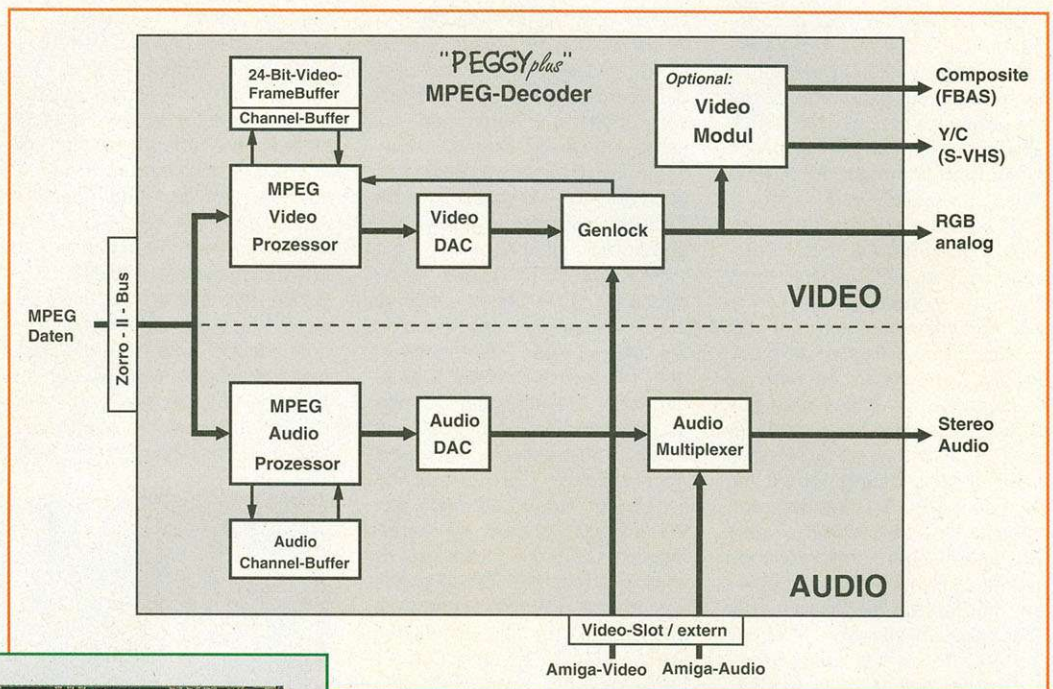 "PEGGYplus"
MPEG-Decoder
24-Bit-Video-
FrameBuffer
Channel-Buffer
Optional:
Video
Modul
Composite
(FBAS)
Y/C
(S-VHS)
MPEG
Video
Prozessor
Video
DAC
Genlock
RGB
analog
VIDEO
MPEG
Daten
Zorro - II - Bus
MPEG
Audio
Prozessor
Audio
DAC
Audio
Multiplexer
Stereo
Audio
Audio
Channel-Buffer
AUDIO
Video-Slot / extern
Amiga-Video
Amiga-Audio